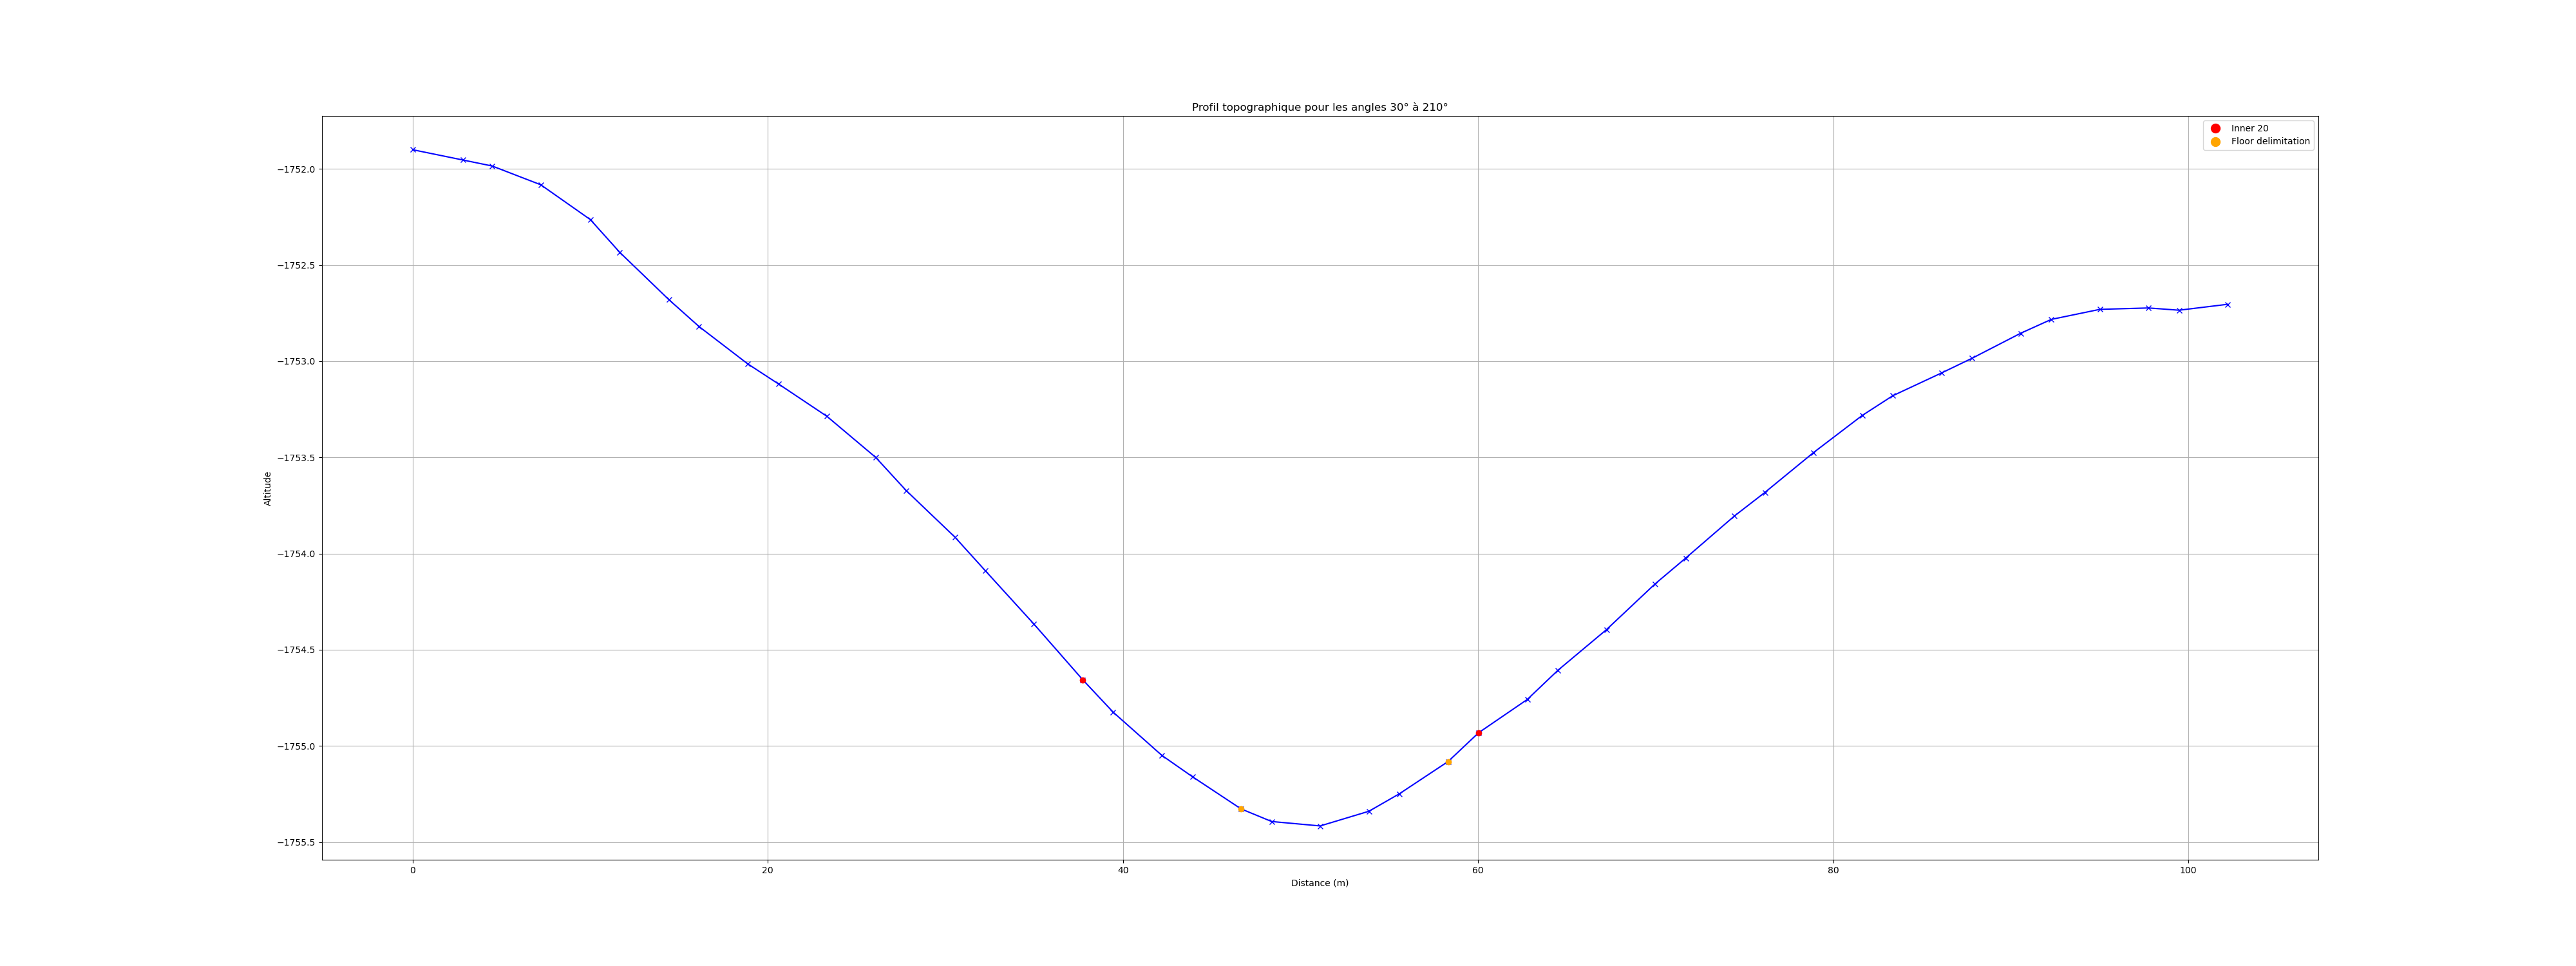 Profil topographique pour les angles 30° à 210°
Inner 20
Floor delimitation
−1752.0
−1752.5
−1753.0
−1753.5
−1754.0
−1754.5
−1755.0
−1755.5
Altitude
0 20 40 60 80 100
Distance (m)